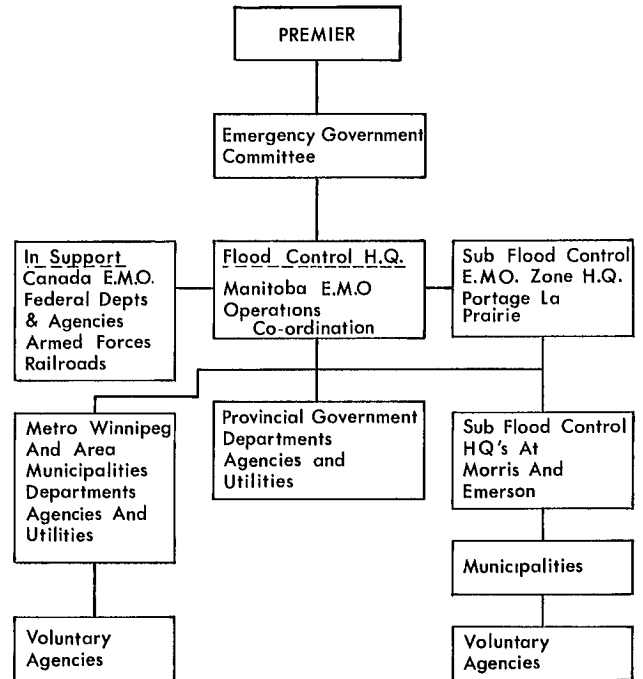 PREMIER
Emergency Government
Committee
In Support
Canada E.M.O.
Federal Depts
& Agencies
Armed Forces
Railroads
Flood Control H.Q.
Manitoba E.M.O
Operations
Co-ordination
Sub Flood Control
E.M.O. Zone H.Q.
Portage La
Prairie
Metro Winnipeg
And Area
Municipalities
Departments
Agencies And
Utilities
Provincial Government
Departments
Agencies and
Utilities
Sub Flood Control
HQ's At
Morris And
Emerson
Municipalities
Voluntary
Agencies
Voluntary
Agencies